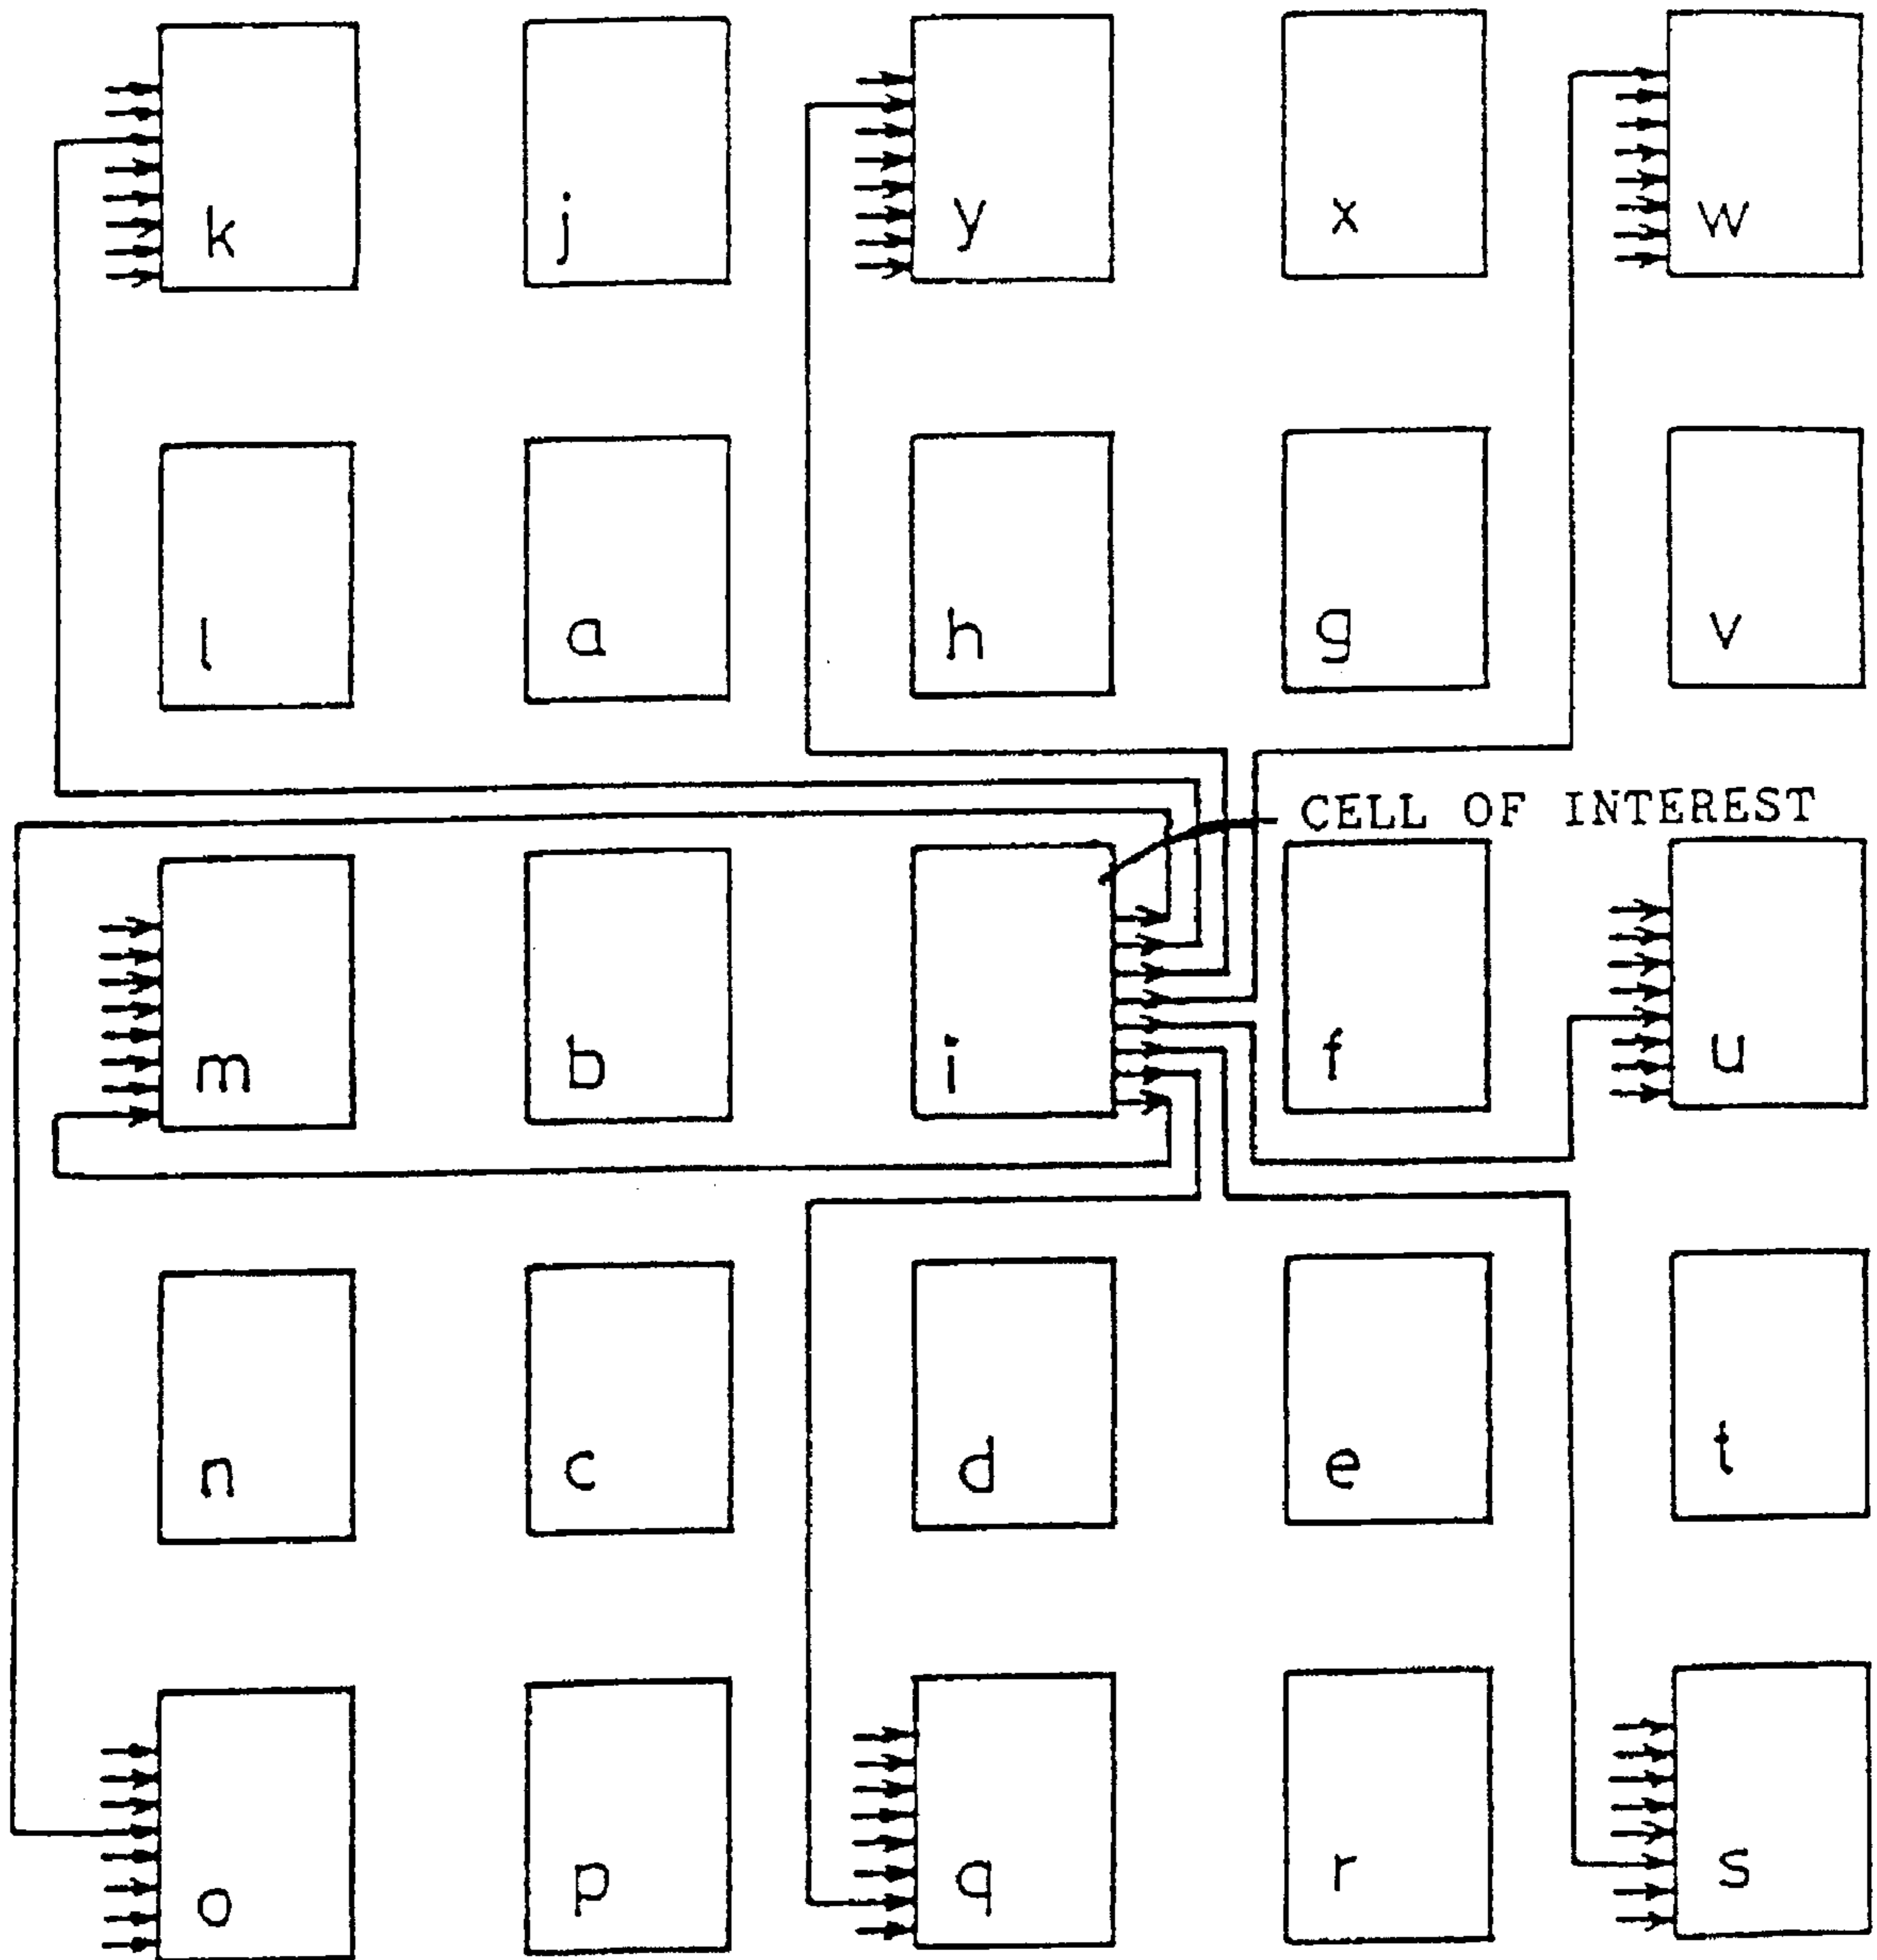 k j y x w
l a h g v
CELL OF INTEREST
m b i f u
n c d e t
o p q r s